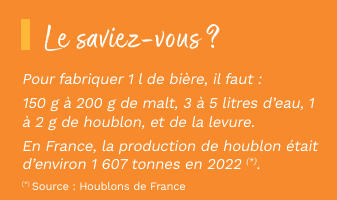 Le saviez-vous ?
Pour fabriquer 1 l de bière, il faut :
150 g à 200 g de malt, 3 à 5 litres d'eau, 1
à 2 g de houblon, et de la levure.
En France, la production de houblon était
d'environ 1 607 tonnes en 2022 (*).
(*) Source : Houblons de France